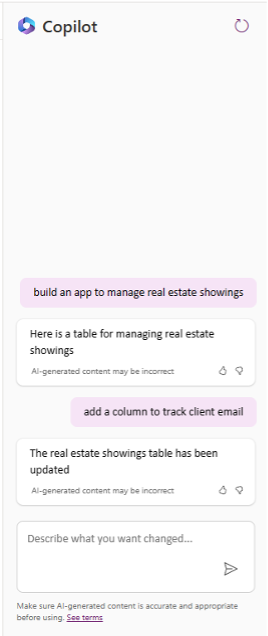 Copilot
build an app to manage real estate showings
Here is a table for managing real estate
showings
AI-generated content may be incorrect
add a column to track client email
The real estate showings table has been
updated
AI-generated content may be incorrect
Describe what you want changed...
Make sure AI-generated content is accurate and appropriate
before using. See terms